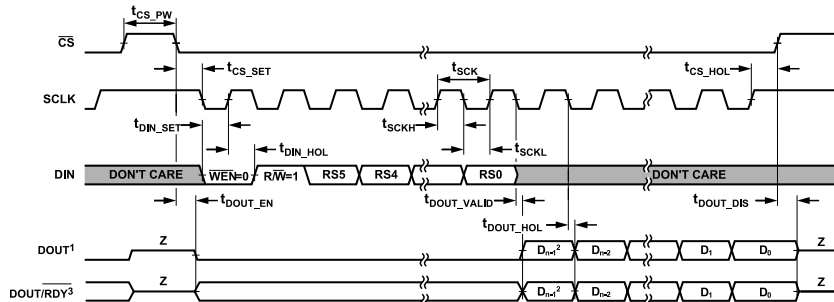 tCS_PW
CS
tCS_SET
tSCK
tCS_HOL
SCLK
tDIN_SET
tDIN_HOL
tSCKH
tSCKL
DIN
DON'T CARE
WEN=0
R/W=1
RS5
RS4
RS0
DON'T CARE
tDOUT_EN
tDOUT_VALID
tDOUT_HOL
tDOUT_DIS
DOUT1
Z
Dn-12
Dn-2
D1
D0
Z
DOUT/RDY3
Z
Dn-12
Dn-2
D1
D0
Z